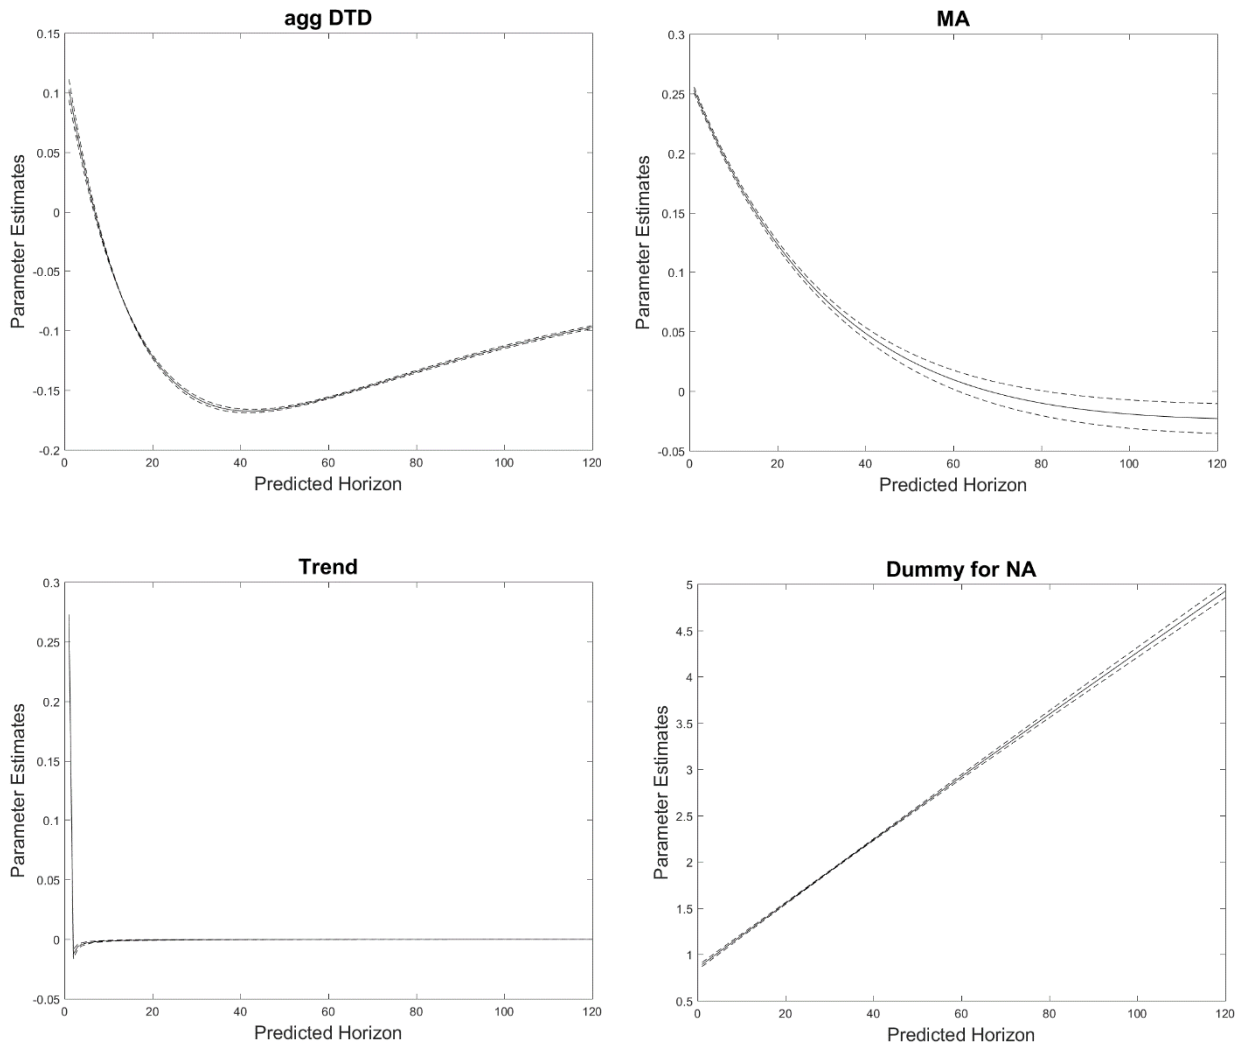 agg DTD
0.15
0.1
0.05
0
-0.05
-0.1
-0.15
-0.2
Parameter Estimates
0 20 40 60 80 100 120
Predicted Horizon
MA
0.3
0.25
0.2
0.15
0.1
0.05
0
-0.05
Parameter Estimates
0 20 40 60 80 100 120
Predicted Horizon
Trend
0.3
0.25
0.2
0.15
0.1
0.05
0
-0.05
Parameter Estimates
0 20 40 60 80 100 120
Predicted Horizon
Dummy for NA
5
4.5
4
3.5
3
2.5
2
1.5
1
0.5
Parameter Estimates
0 20 40 60 80 100 120
Predicted Horizon